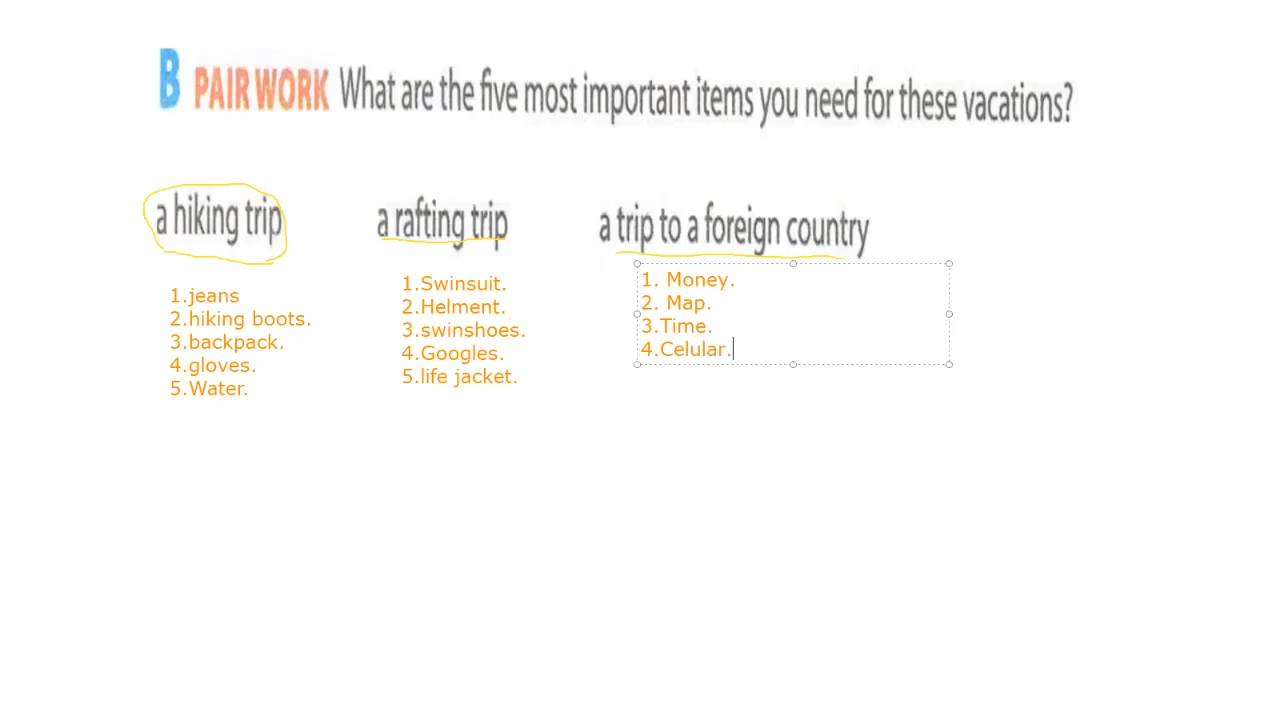 B PAIR WORK What are the five most important items you need for these vacations?
a hiking trip
1.jeans
2.hiking boots.
3.backpack.
4.gloves.
5.Water.
a rafting trip
1.Swinsuit.
2.Helment.
3.swinshoes.
4.Googles.
5.life jacket.
a trip to a foreign country
1. Money.
2. Map.
3.Time.
4.Celular.